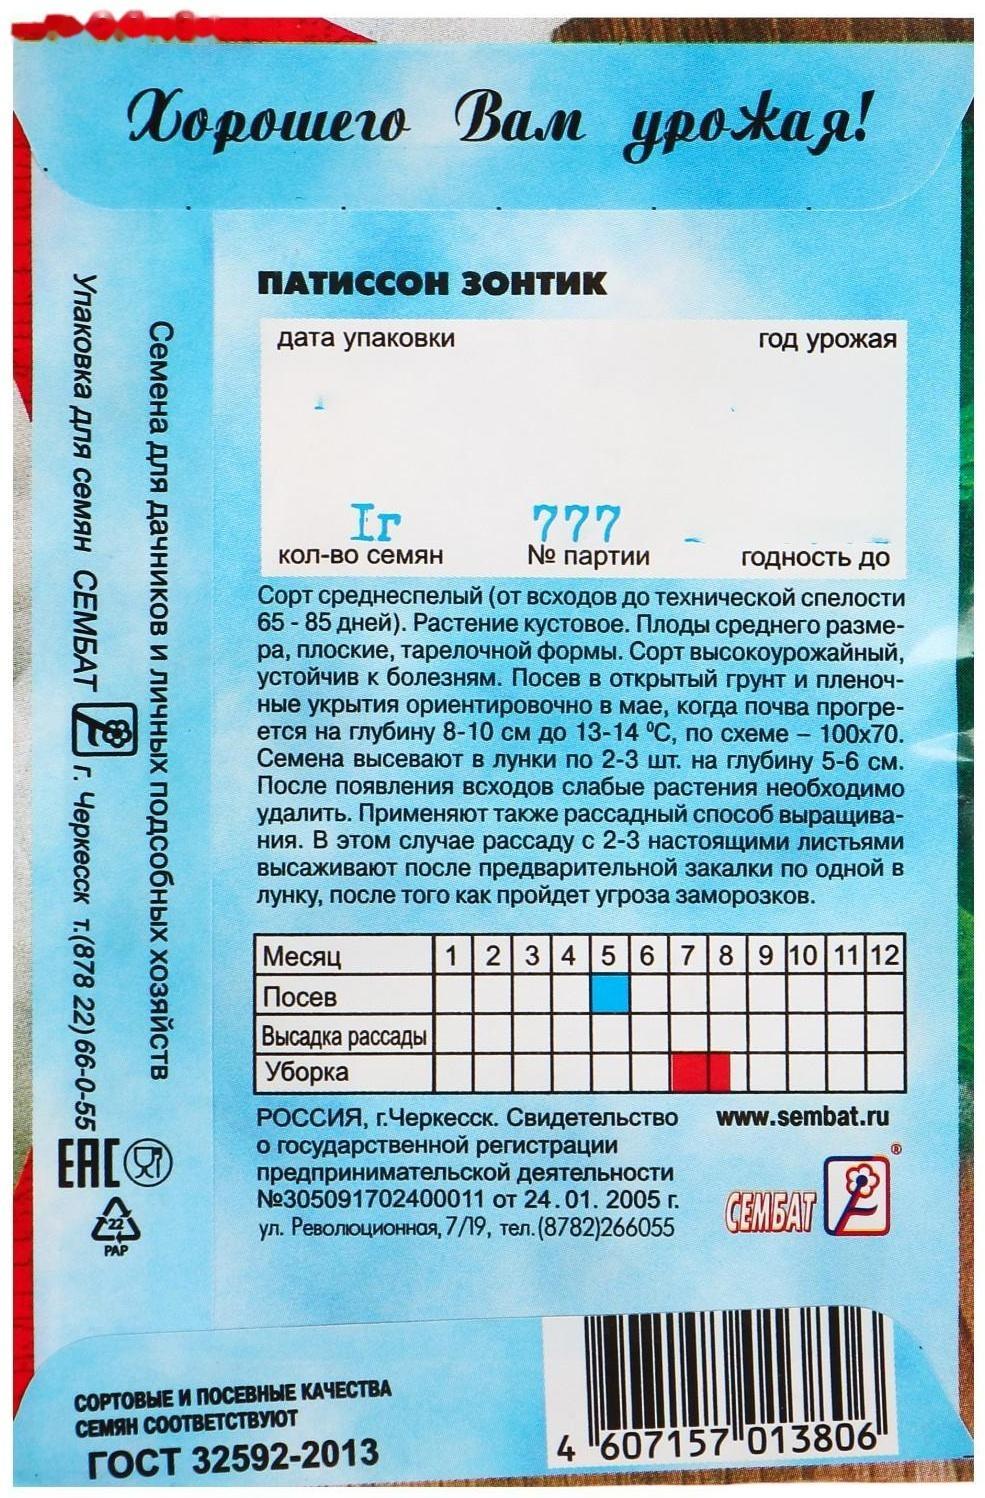 Хорошего Вам урожая!
Упаковка для семян СЕМБАТ г. Черкесск т.(878 22)66-0-55
Семена для дачников и личных подсобных хозяйств
ПАТИССОН ЗОНТИК
дата упаковки год урожая
1г 777
кол-во семян № партии годность до
Сорт среднеспелый (от всходов до технической спелости
65 - 85 дней). Растение кустовое. Плоды среднего разме-
ра, плоские, тарелочной формы. Сорт высокоурожайный,
устойчив к болезням. Посев в открытый грунт и пленоч-
ные укрытия ориентировочно в мае, когда почва прогре-
ется на глубину 8-10 см до 13-14 ⁰С, по схеме – 100х70.
Семена высевают в лунки по 2-3 шт. на глубину 5-6 см.
После появления всходов слабые растения необходимо
удалить. Применяют также рассадный способ выращива-
ния. В этом случае рассаду с 2-3 настоящими листьями
высаживают после предварительной закалки по одной в
лунку, после того как пройдет угроза заморозков.
Месяц 1 2 3 4 5 6 7 8 9 10 11 12
Посев
Высадка рассады
Уборка
РОССИЯ, г.Черкесск. Свидетельство
о государственной регистрации
предпринимательской деятельности
№305091702400011 от 24.01. 2005 г.
ул. Революционная, 7/19, тел.(8782)266055
www.sembat.ru
СЕМБАТ ®
EAC
22
PAP
СОРТОВЫЕ И ПОСЕВНЫЕ КАЧЕСТВА
СЕМЯН СООТВЕТСТВУЮТ
ГОСТ 32592-2013
4 607157 013806